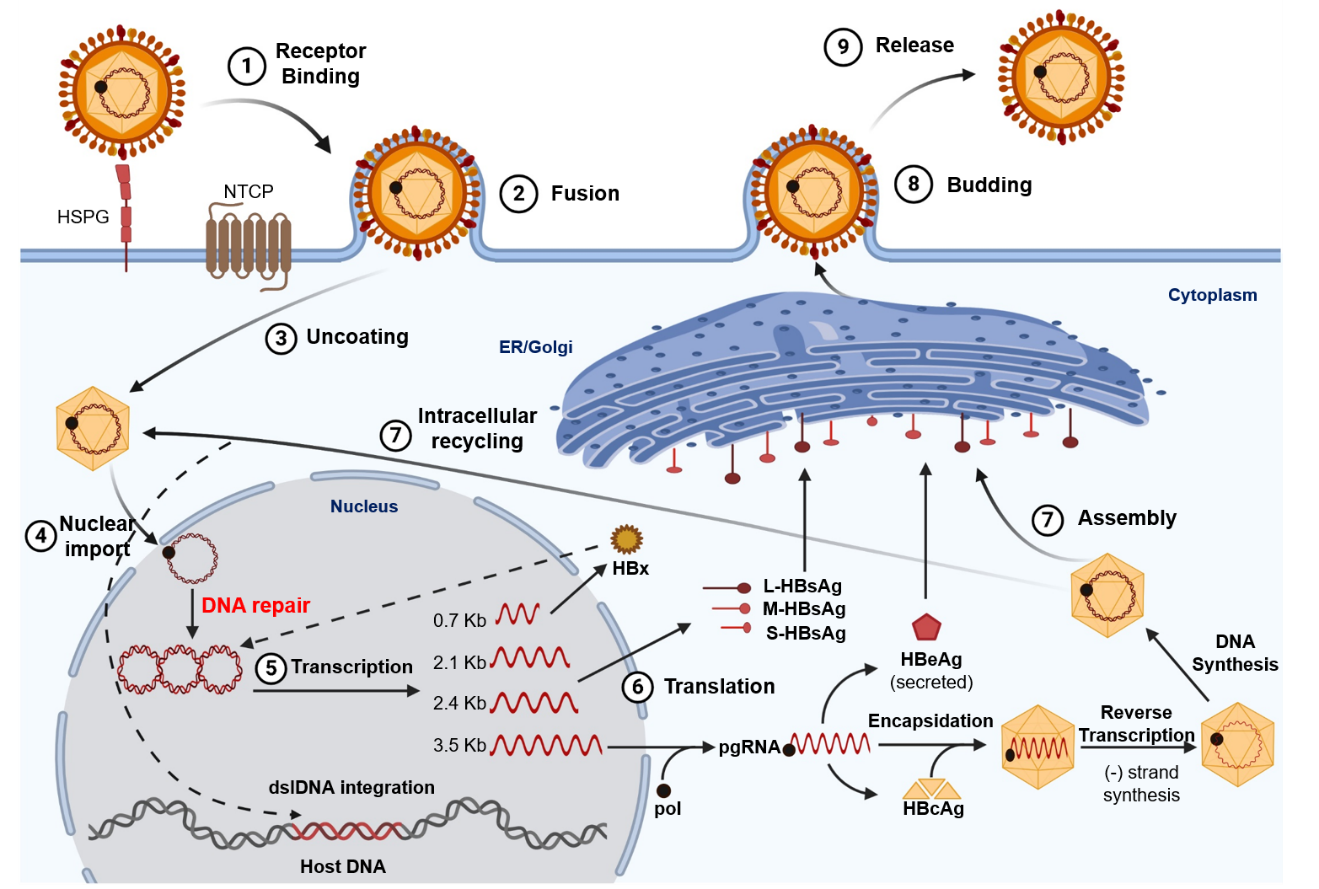 1 Receptor
Binding
HSPG
NTCP
2 Fusion
9 Release
8 Budding
Cytoplasm
3 Uncoating
ER/Golgi
7 Intracellular
recycling
Nucleus
4 Nuclear
import
DNA repair
HBx
0.7 Kb
2.1 Kb
2.4 Kb
3.5 Kb
5 Transcription
6 Translation
L-HBsAg
M-HBsAg
S-HBsAg
7 Assembly
HBeAg
(secreted)
pgRNA
pol
Encapsidation
HBcAg
Reverse
Transcription
(-) strand
synthesis
DNA
Synthesis
dslDNA integration
Host DNA